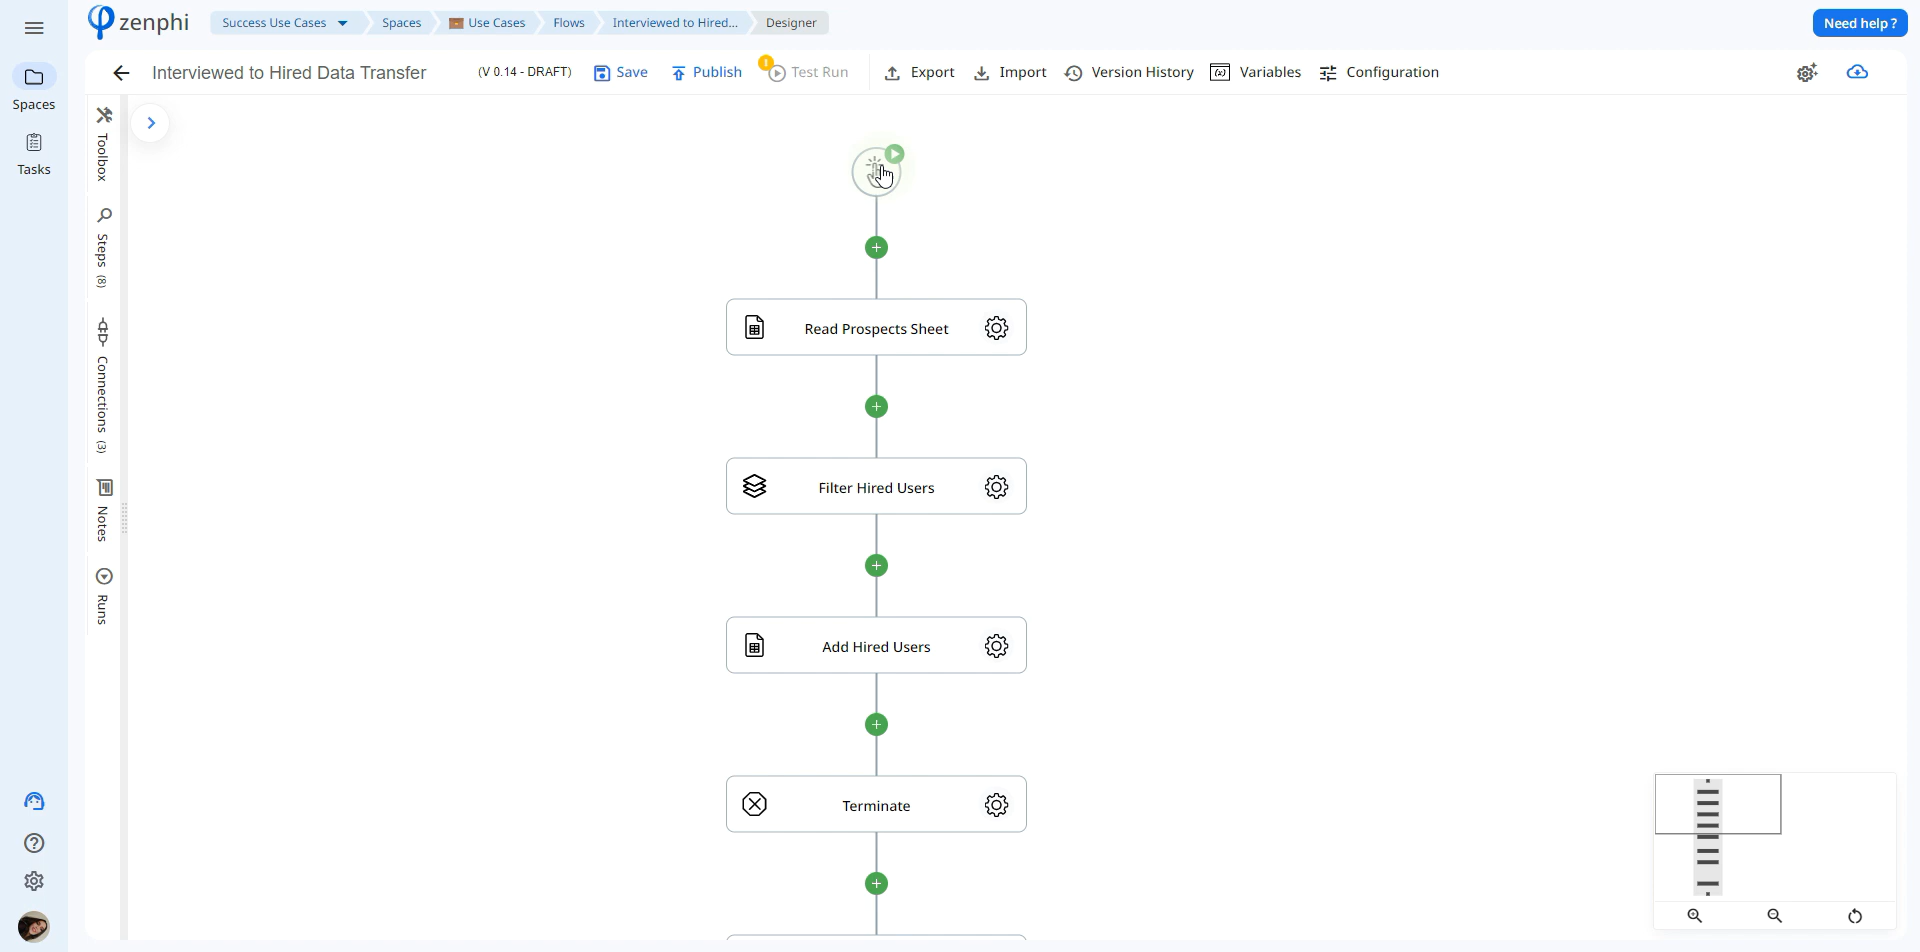 zenphi
Success Use Cases
Spaces
Use Cases
Flows
Interviewed to Hired...
Designer
Need help ?
Interviewed to Hired Data Transfer
(V 0.14 - DRAFT)
Save
Publish
Test Run
Export
Import
Version History
Variables
Configuration
Spaces
Tasks
Toolbox
Steps (8)
Connections (3)
Notes
Runs
Read Prospects Sheet
Filter Hired Users
Add Hired Users
Terminate